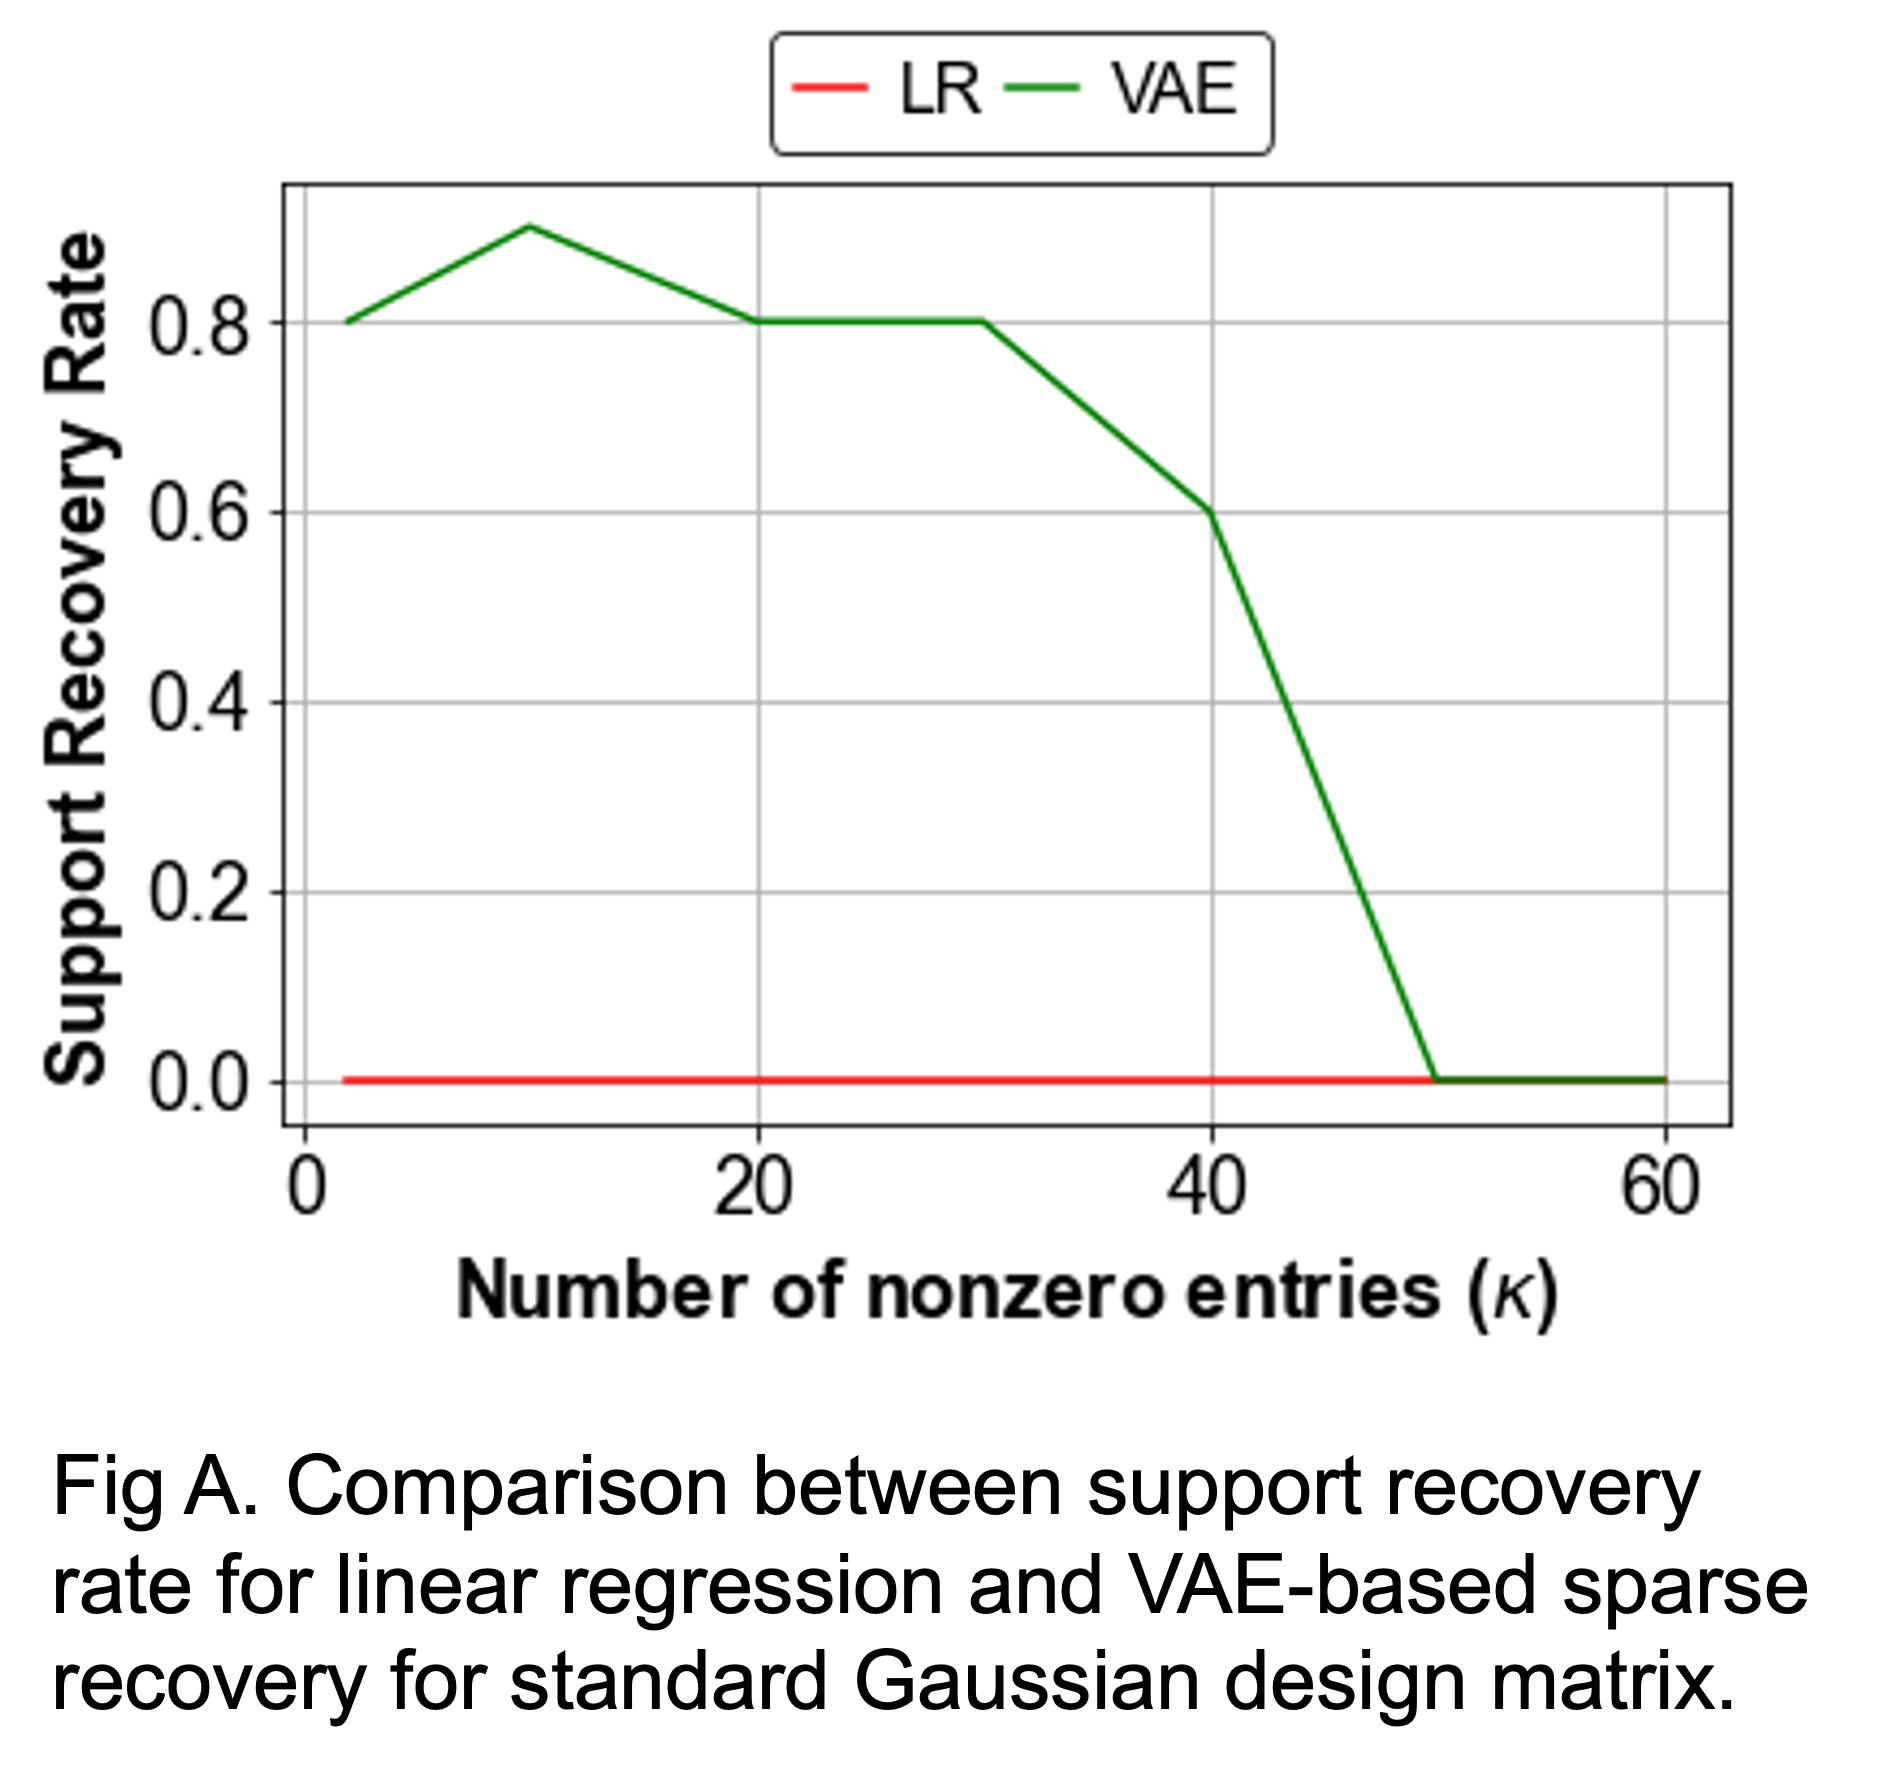 LR VAE
Support Recovery Rate
0.8
0.6
0.4
0.2
0.0
0 20 40 60
Number of nonzero entries (κ)
Fig A. Comparison between support recovery
rate for linear regression and VAE-based sparse
recovery for standard Gaussian design matrix.